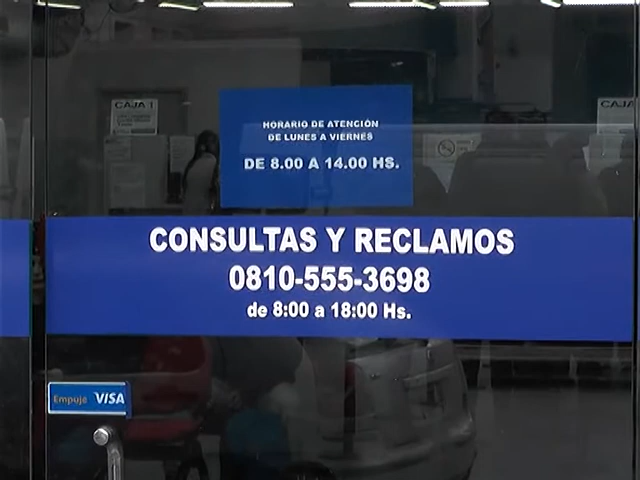 CAJA 1
CAJA
HORARIO DE ATENCIÓN
DE LUNES A VIERNES
DE 8.00 A 14.00 HS.
CONSULTAS Y RECLAMOS
0810-555-3698
de 8:00 a 18:00 Hs.
Empuje VISA